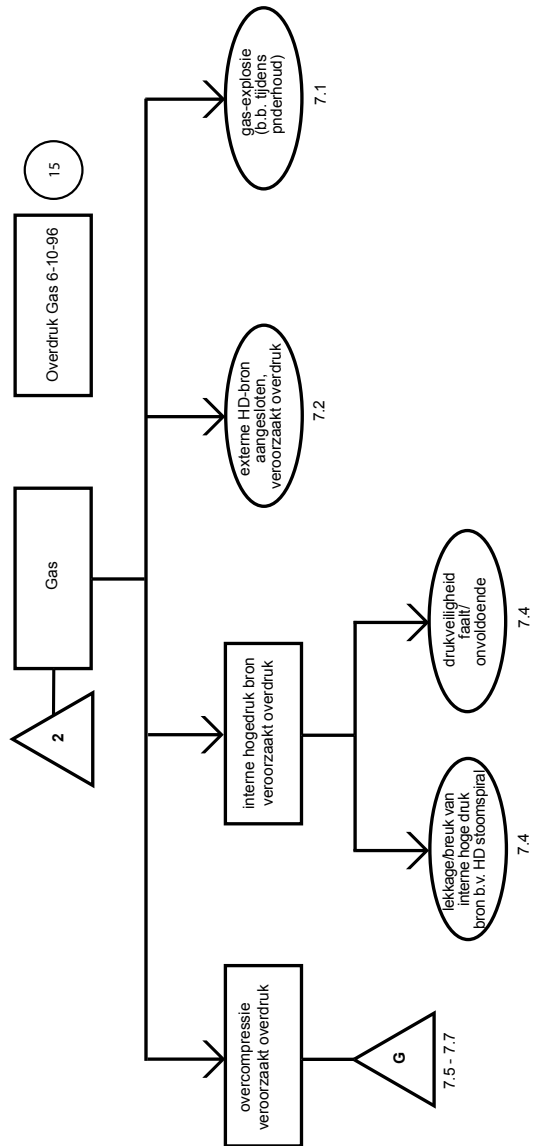 Overdruk Gas 6-10-96
15
2
Gas
overcompressie
veroorzaakt overdruk
interne hogedruk bron
veroorzaakt overdruk
externe HD-bron
aangesloten,
veroorzaakt overdruk
7.2
gas-explosie
(b.b. tijdens
pnderhoud)
7.1
G
7.5 - 7.7
lekkage/breuk van
interne hoge druk
bron b.v. HD stoomspiral
7.4
drukveiligheid
faalt/
onvoldoende
7.4